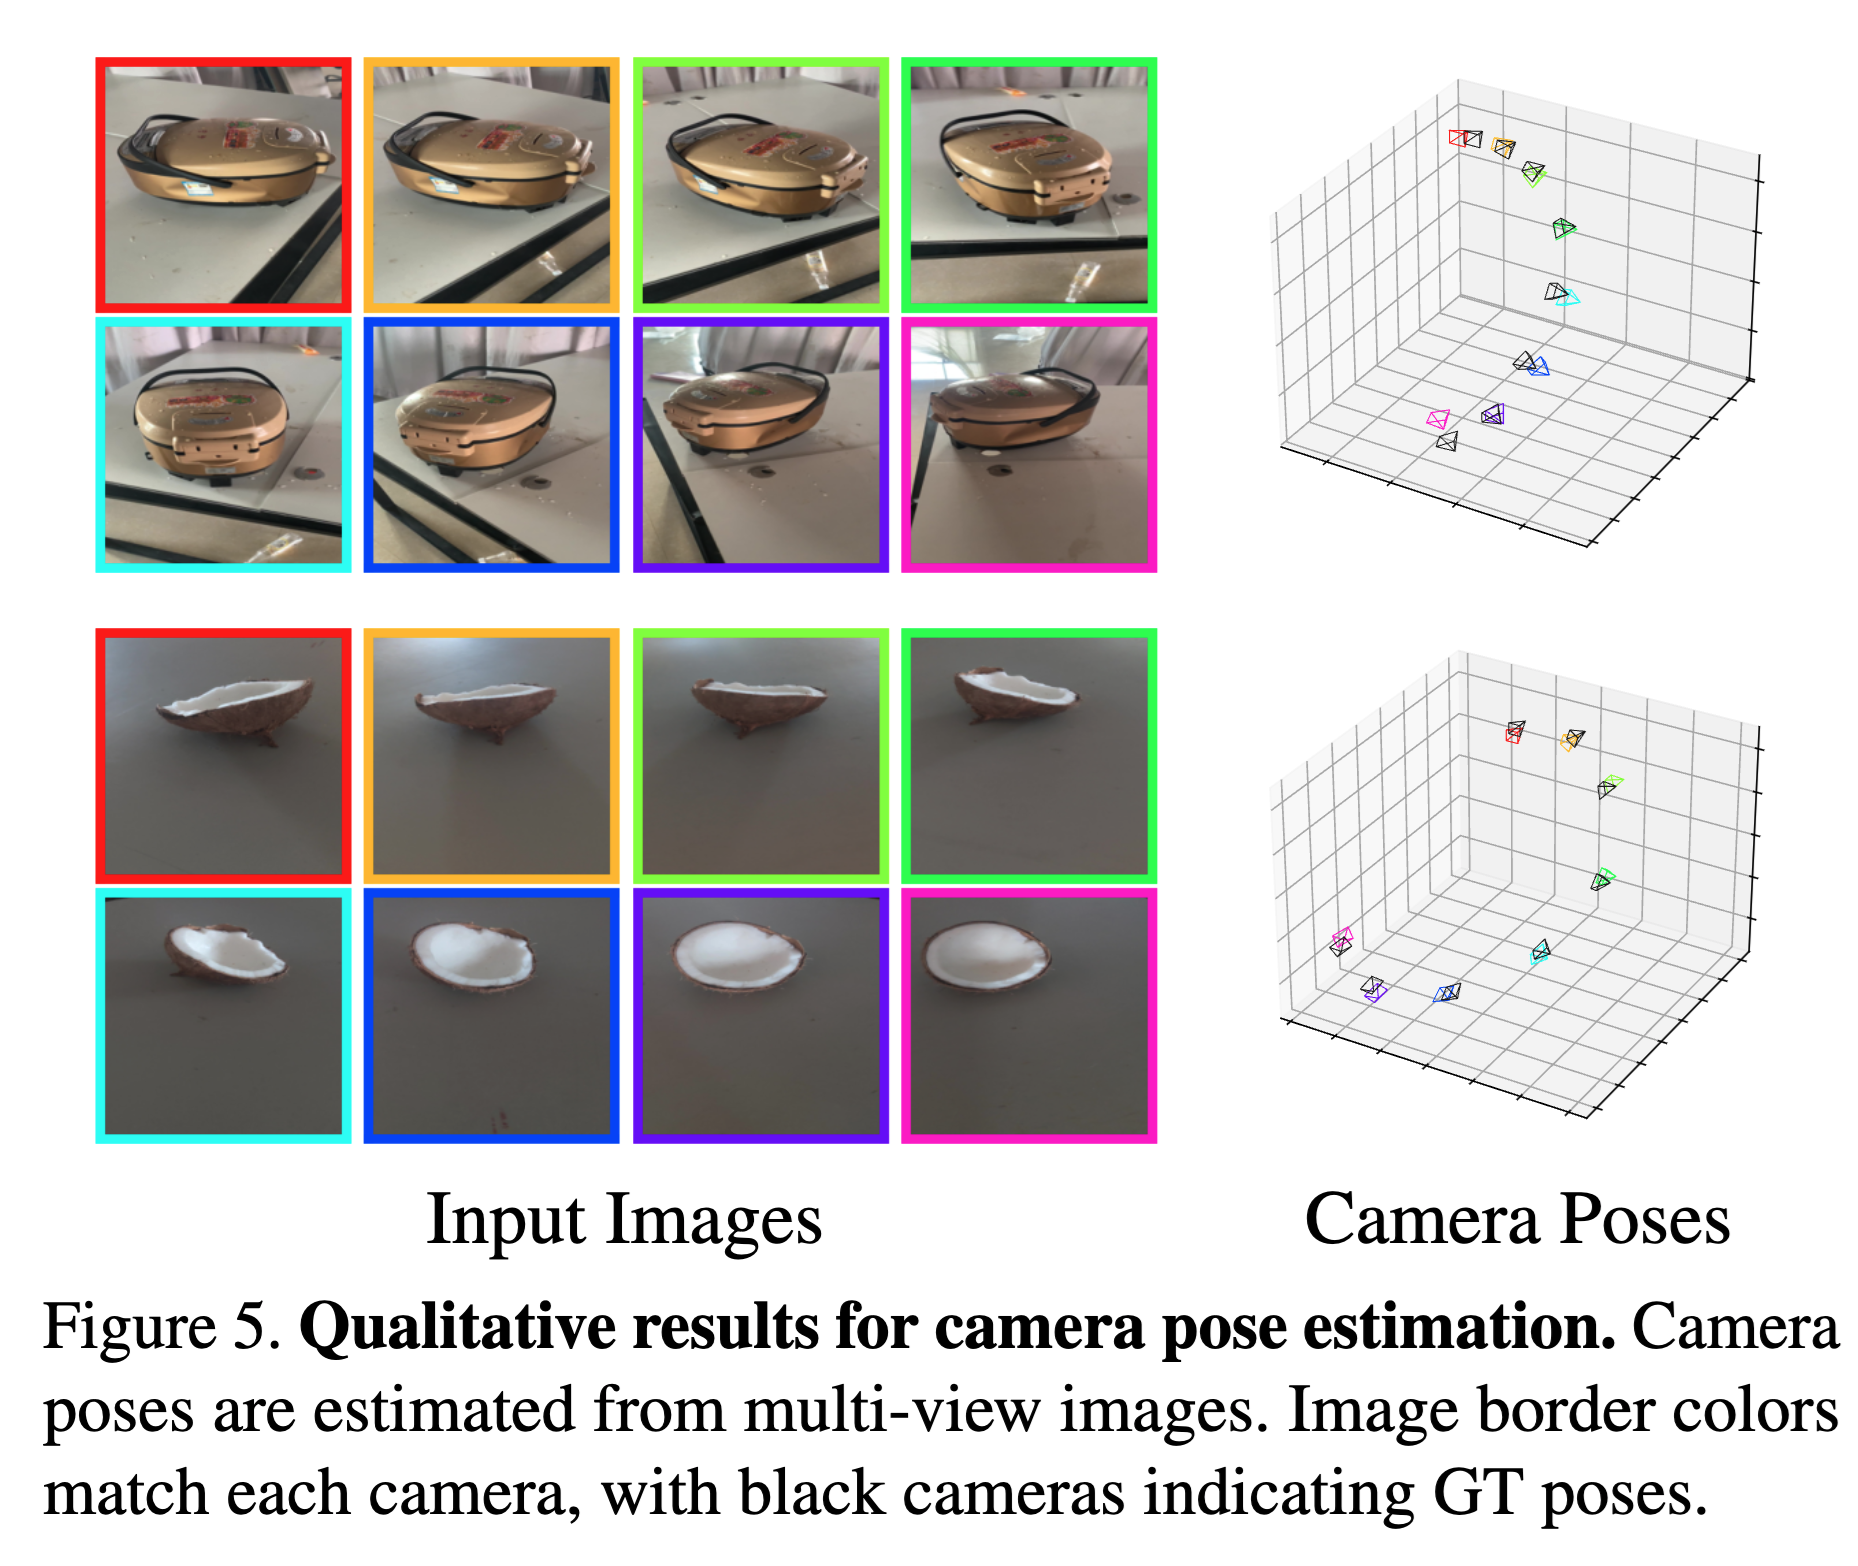 Input Images
Camera Poses
Figure 5. Qualitative results for camera pose estimation. Camera
poses are estimated from multi-view images. Image border colors
match each camera, with black cameras indicating GT poses.